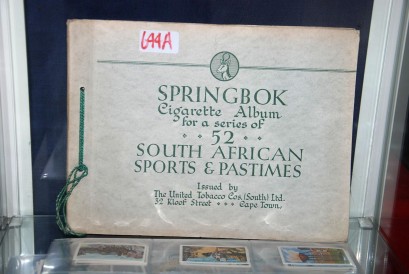 644A
SPRINGBOK
Cigarette Album
for a series of
52
SOUTH AFRICAN
SPORTS & PASTIMES
Issued by
The United Tobacco Cos. (South) Ltd.
32 Kloof Street ⬩⬩⬩ Cape Town.